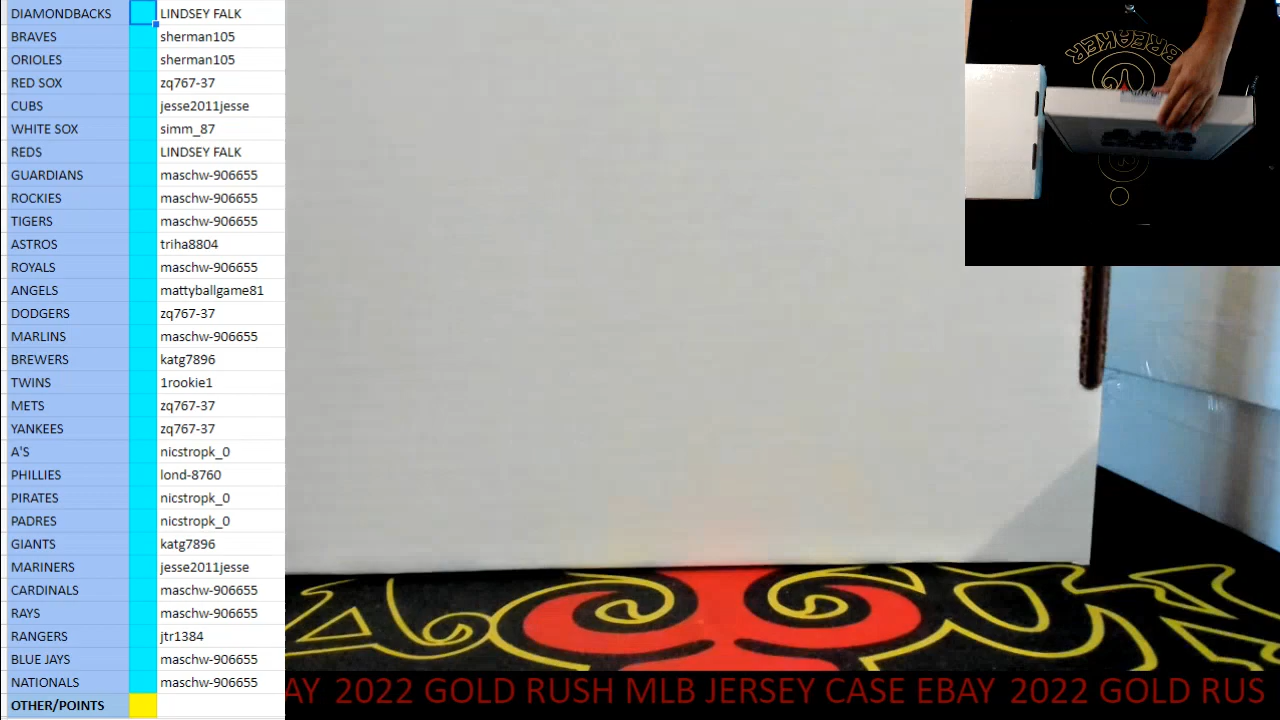 DIAMONDBACKS LINDSEY FALK
BRAVES sherman105
ORIOLES sherman105
RED SOX zq767-37
CUBS jesse2011jesse
WHITE SOX simm_87
REDS LINDSEY FALK
GUARDIANS maschw-906655
ROCKIES maschw-906655
TIGERS maschw-906655
ASTROS triha8804
ROYALS maschw-906655
ANGELS mattyballgame81
DODGERS zq767-37
MARLINS maschw-906655
BREWERS katg7896
TWINS 1rookie1
METS zq767-37
YANKEES zq767-37
A'S nicstropk_0
PHILLIES lond-8760
PIRATES nicstropk_0
PADRES nicstropk_0
GIANTS katg7896
MARINERS jesse2011jesse
CARDINALS maschw-906655
RAYS maschw-906655
RANGERS jtr1384
BLUE JAYS maschw-906655
NATIONALS maschw-906655
OTHER/POINTS
BREAKER
AY 2022 GOLD RUSH MLB JERSEY CASE EBAY 2022 GOLD RUS